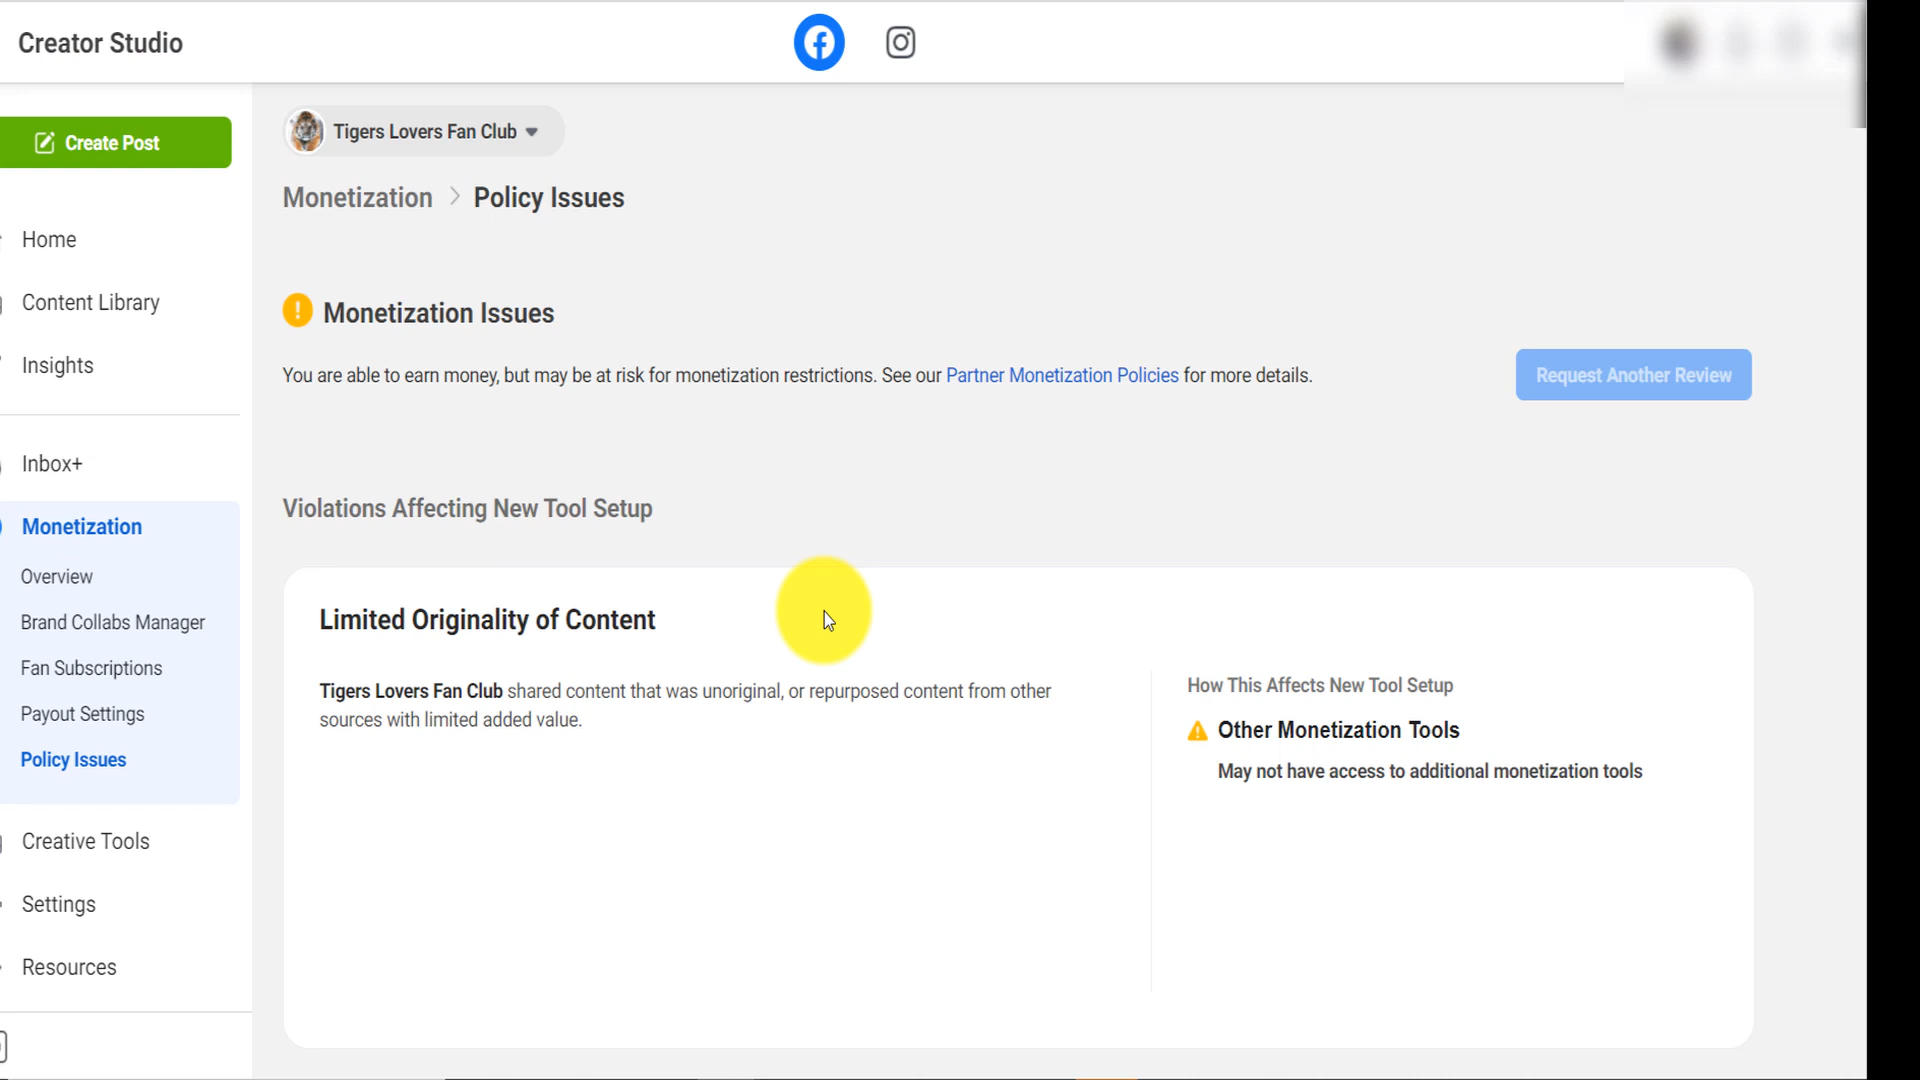 Creator Studio
Create Post
Home
Content Library
Insights
Inbox+
Monetization
Overview
Brand Collabs Manager
Fan Subscriptions
Payout Settings
Policy Issues
Creative Tools
Settings
Resources
Tigers Lovers Fan Club
Monetization > Policy Issues
Monetization Issues
You are able to earn money, but may be at risk for monetization restrictions. See our Partner Monetization Policies for more details.
Request Another Review
Violations Affecting New Tool Setup
Limited Originality of Content
Tigers Lovers Fan Club shared content that was unoriginal, or repurposed content from other
sources with limited added value.
How This Affects New Tool Setup
Other Monetization Tools
May not have access to additional monetization tools